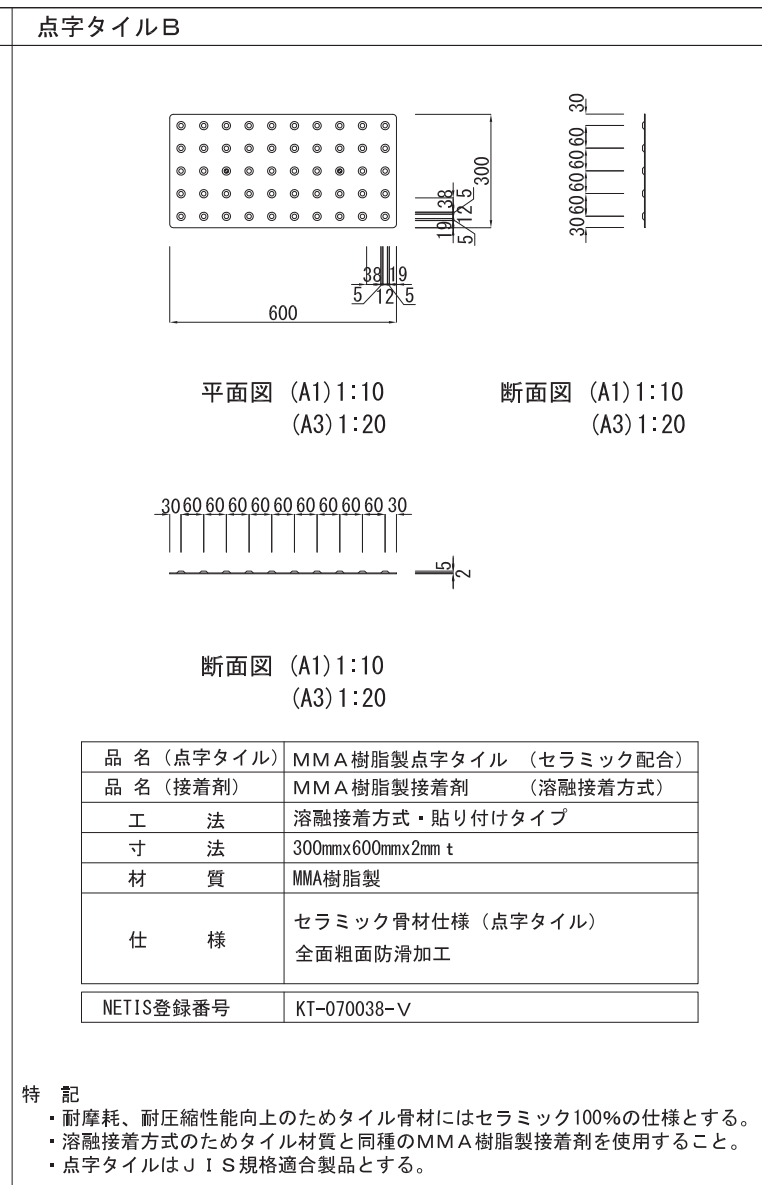 点字タイルB
30
60
60
60
60
30
300
38
5
12
19
5
38
19
5
12
5
600
平面図 (A1)1:10
(A3)1:20
断面図 (A1)1:10
(A3)1:20
30 60 60 60 60 60 60 60 60 60 30
5
2
断面図 (A1)1:10
(A3)1:20
品 名(点字タイル) MMA樹脂製点字タイル (セラミック配合)
品 名(接着剤) MMA樹脂製接着剤 (溶融接着方式)
工 法 溶融接着方式・貼り付けタイプ
寸 法 300mmx600mmx2mm t
材 質 MMA樹脂製
仕 様 セラミック骨材仕様(点字タイル)
全面粗面防滑加工
NETIS登録番号 KT-070038-V
特 記
・耐摩耗、耐圧縮性能向上のためタイル骨材にはセラミック100%の仕様とする。
・溶融接着方式のためタイル材質と同種のMMA樹脂製接着剤を使用すること。
・点字タイルはJIS規格適合製品とする。